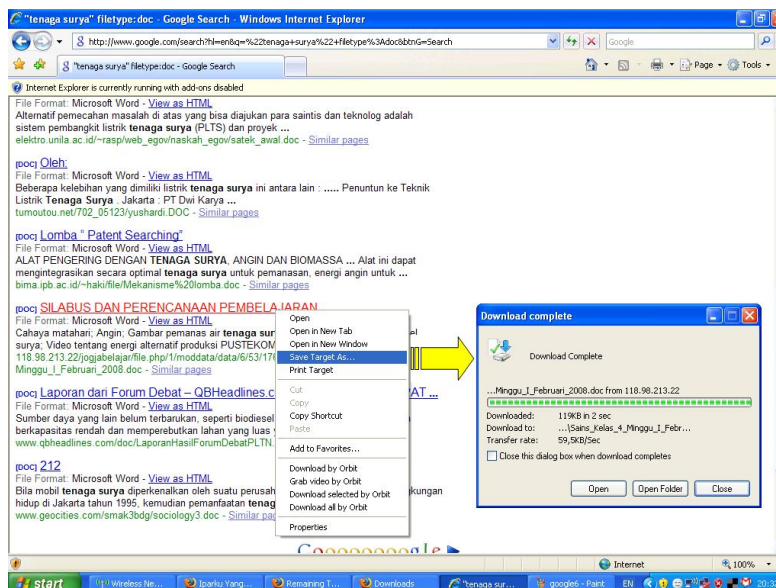 "tenaga surya" filetype:doc - Google Search - Windows Internet Explorer
http://www.google.com/search?hl=en&q=%22tenaga+surya%22+filetype%3Adoc&btnG=Search
Google
"tenaga surya" filetype:doc - Google Search
Page
Tools
Internet Explorer is currently running with add-ons disabled
File Format: Microsoft Word - View as HTML
Alternatif pemecahan masalah di atas yang bisa diajukan para saintis dan
teknolog adalah
sistem pembangkit listrik tenaga surya (PLTS) dan proyek ...
elektro.unila.ac.id/~rasp/web_egov/naskah_egov/satek_awal.doc - Similar pages
[DOC] Oleh:
File Format: Microsoft Word - View as HTML
Beberapa kelebihan yang dimiliki listrik tenaga surya ini antara lain : ..... Penuntun ke Teknik
Listrik Tenaga Surya . Jakarta : PT Dwi Karya ...
tumoutou.net/702_05123/yushardi.DOC - Similar pages
[DOC] Lomba " Patent Searching"
File Format: Microsoft Word - View as HTML
ALAT PENGERING DENGAN TENAGA SURYA, ANGIN DAN BIOMASSA ... Alat ini dapat
mengintegrasikan secara optimal tenaga surya untuk pemanasan, energi angin untuk ...
bima.ipb.ac.id/~haki/file/Mekanisme%20lomba.doc - Similar pages
[DOC] SILABUS DAN PERENCANAAN PEMBELAJARAN
File Format: Microsoft Word - View as HTML
Cahaya matahari; Angin; Gambar pemanas air tenaga sur
surya; Video tentang energi alternatif produksi PUSTEKOM
118.98.213.22/jogjabelajar/file.php/1/moddata/data/6/53/176
Minggu_I_Februari_2008.doc - Similar pages
[DOC] Laporan dari Forum Debat – QBHeadlines.c
AT ...
File Format: Microsoft Word - View as HTML
Sumber daya yang lain belum terbarukan, seperti biodiesel
berkapasitas rendah dan memperebutkan lahan yang luas
www.qbheadlines.com/doc/LaporanHasilForumDebatPLTN.
[DOC] 212
File Format: Microsoft Word - View as HTML
Bila mobil tenaga surya diperkenalkan oleh suatu perusah
kungan
hidup di Jakarta tahun 1995, kemudian pemanfaatan tenag
www.geocities.com/smak3bdg/sociology3.doc - Similar pag
Open
Open in New Tab
Open in New Window
Save Target As...
Print Target
Cut
Copy
Copy Shortcut
Paste
Add to Favorites...
Download by Orbit
Grab video by Orbit
Download selected by Orbit
Download all by Orbit
Properties
Download complete
Download Complete
...Minggu_I_Februari_2008.doc from 118.98.213.22
Downloaded: 119KB in 2 sec
Download to: ...\Sains_Kelas_4_Minggu_I_Febr...
Transfer rate: 59,5KB/Sec
Close this dialog box when download completes
Open
Open Folder
Close
Internet
100%
start
Wireless Ne...
Iparku Yang...
Remaining T...
Downloads
"tenaga sur...
google6 - Paint
EN